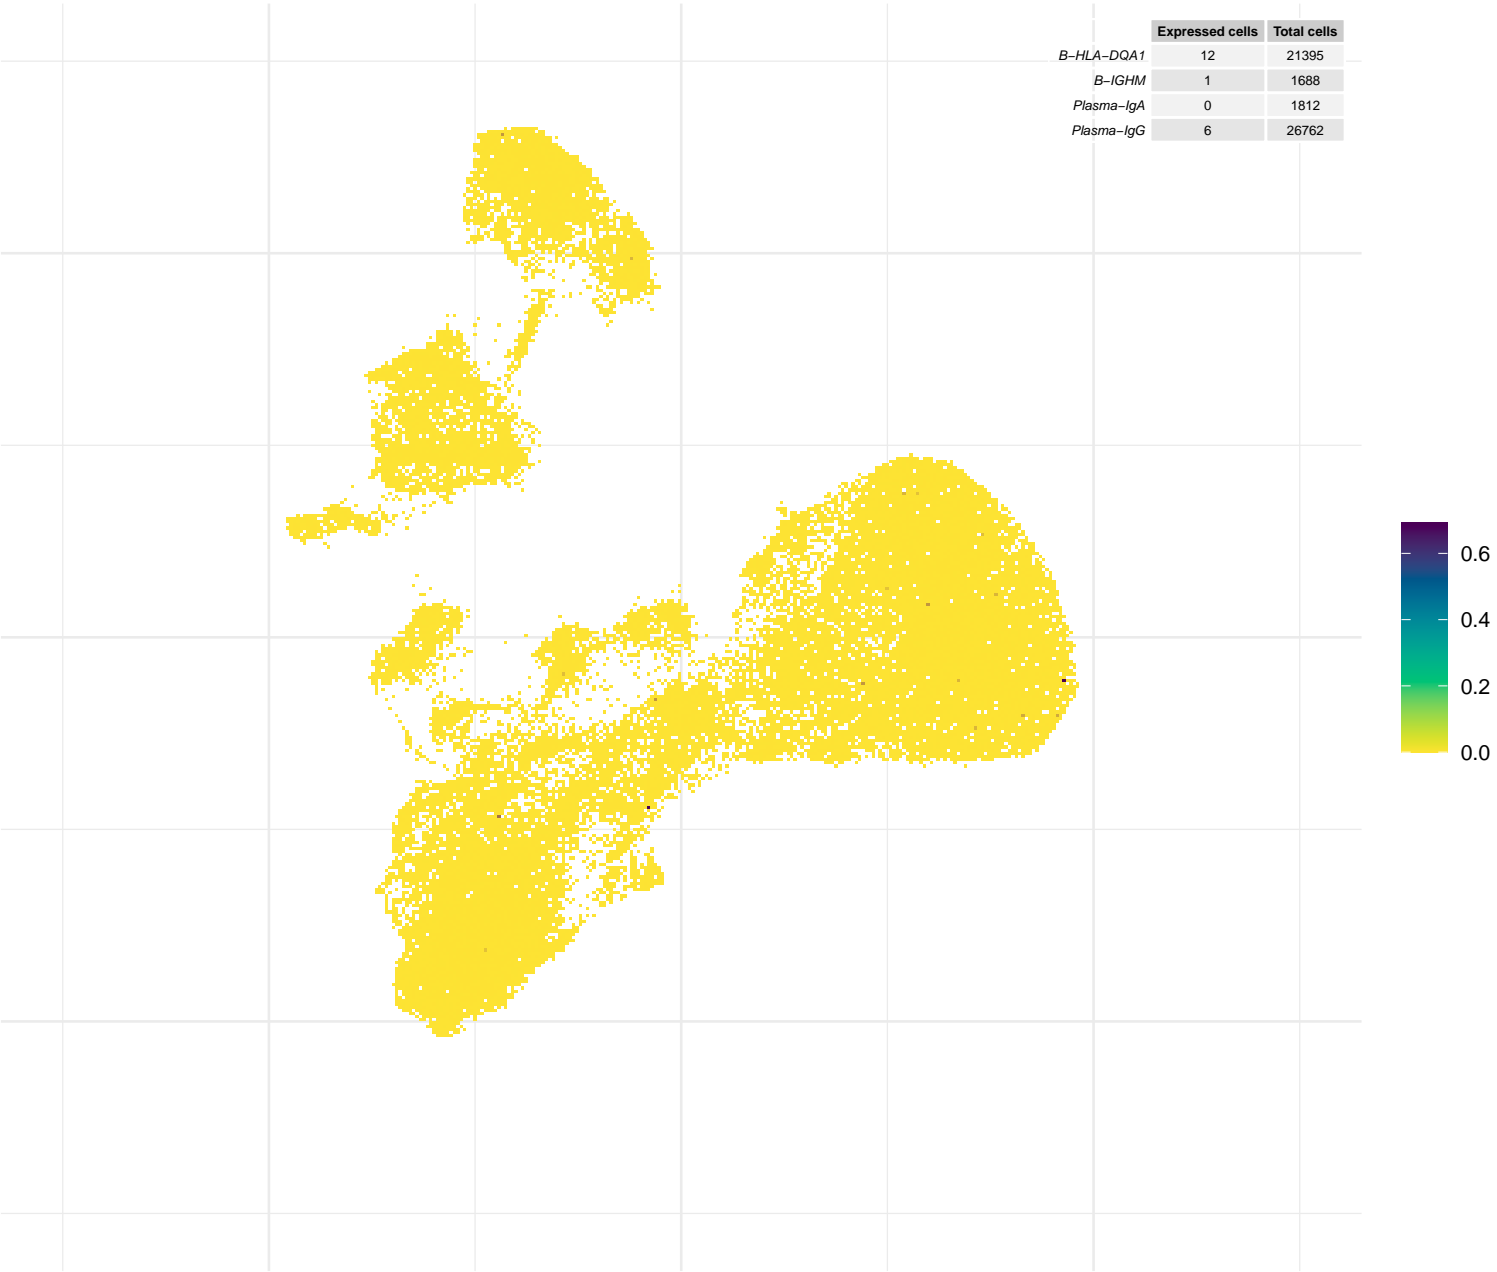 Expressed cells Total cells
B−HLA−DQA1 12 21395
B−IGHM 1 1688
Plasma−IgA 0 1812
Plasma−IgG 6 26762
0.6
0.4
0.2
0.0